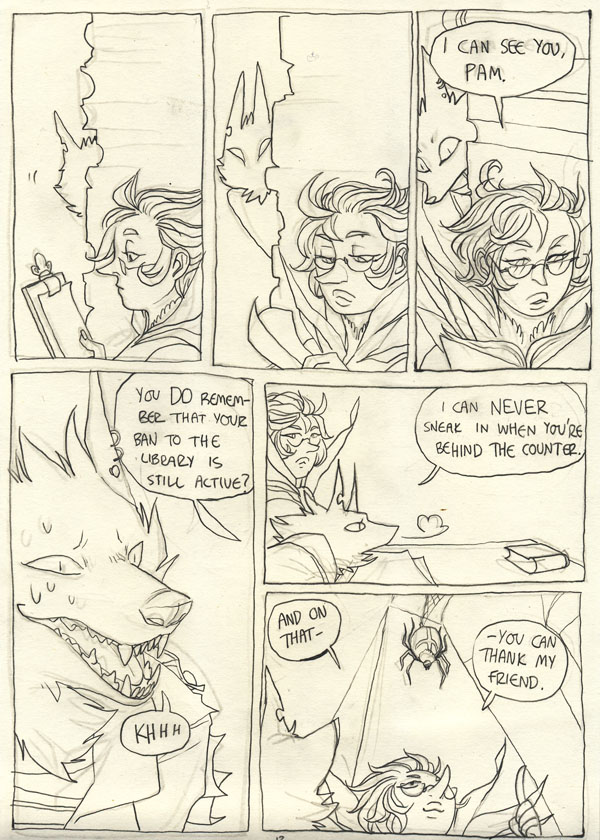 I CAN SEE YOU,
PAM.
YOU DO REMEM-
BER THAT YOUR
BAN TO THE
LIBRARY IS
STILL ACTIVE?
KHHH
I CAN NEVER
SNEAK IN WHEN YOU'RE
BEHIND THE COUNTER.
AND ON
THAT-
-YOU CAN
THANK MY
FRIEND.